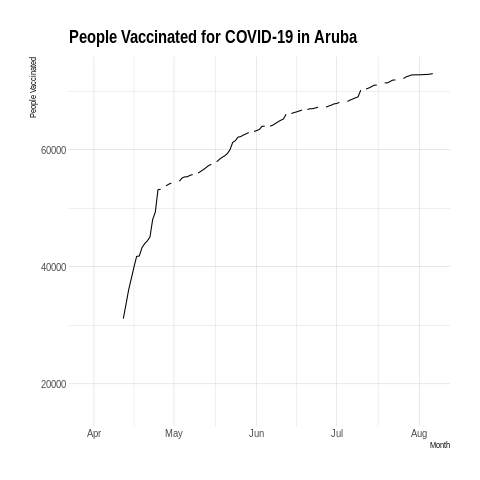 People Vaccinated for COVID-19 in Aruba
People Vaccinated
60000
40000
20000
Apr May Jun Jul Aug
Month